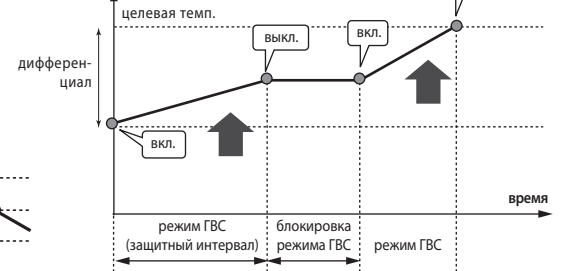 целевая темп.
выкл.
вкл.
дифферен-
циал
вкл.
время
режим ГВС
(защитный интервал)
блокировка
режима ГВС
режим ГВС